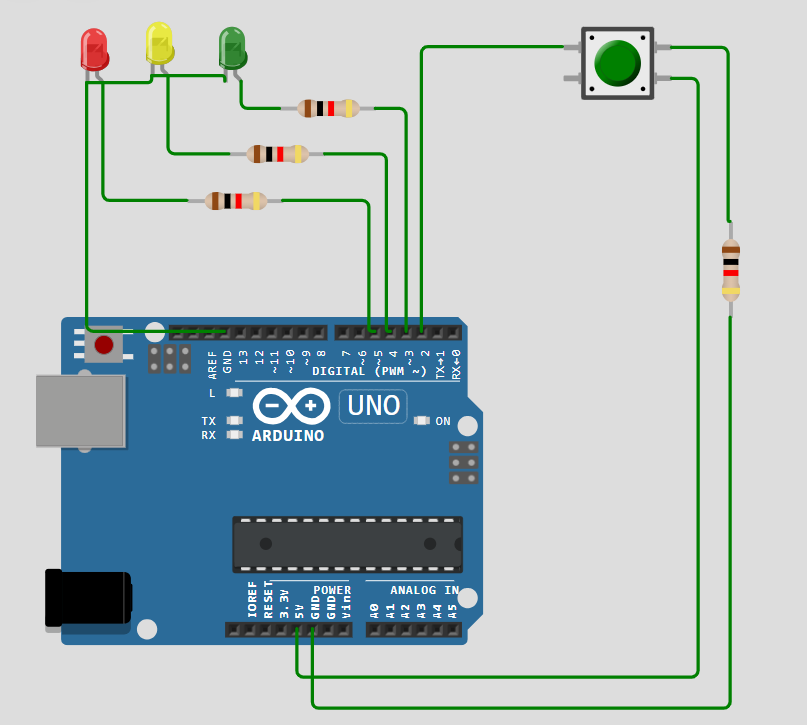 AREF
GND
13
12
~11
~10
~9
8
7
~6
~5
4
~3
2
TX→1
RX←0
DIGITAL (PWM ~)
L
TX
RX
ARDUINO
UNO
ON
POWER
ANALOG IN
IOREF
RESET
3.3V
5V
GND
GND
Vin
A0
A1
A2
A3
A4
A5